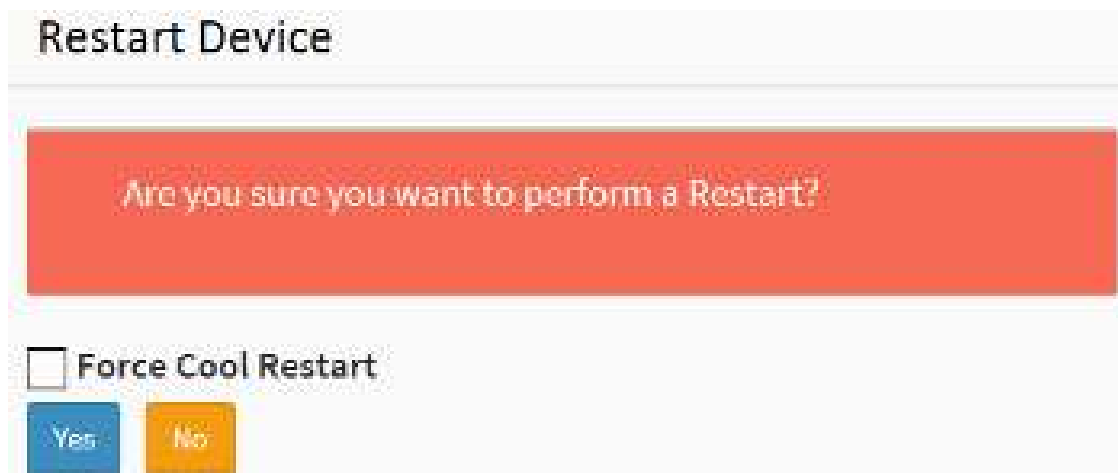 Restart Device
Are you sure you want to perform a Restart?
Force Cool Restart
Yes No